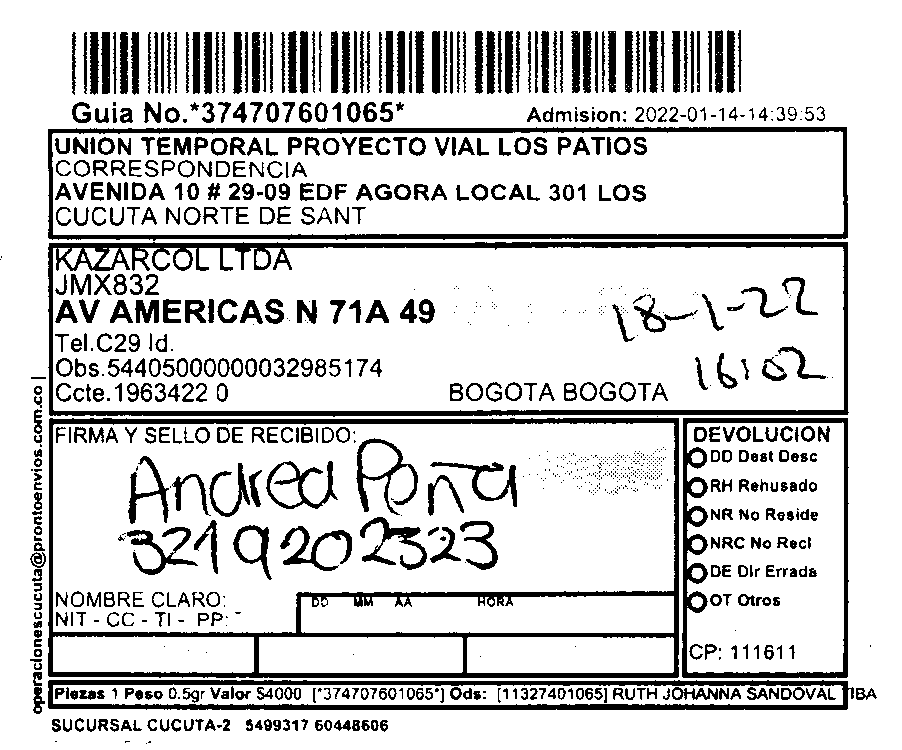 Guia No.*374707601065*
Admision: 2022-01-14-14:39:53
UNION TEMPORAL PROYECTO VIAL LOS PATIOS
CORRESPONDENCIA
AVENIDA 10 # 29-09 EDF AGORA LOCAL 301 LOS
CUCUTA NORTE DE SANT
KAZARCOL LTDA
JMX832
AV AMERICAS N 71A 49
Tel.C29 Id.
Obs.54405000000032985174
Ccte.1963422 0
BOGOTA BOGOTA
18-1-22
16:02
operacionescucuta@prontoenvios.com.co |
FIRMA Y SELLO DE RECIBIDO:
Andrea Peña
3219202323
NOMBRE CLARO:
NIT - CC - TI - PP:
DD MM AA HORA
DEVOLUCION
DD Dest Desc
RH Rehusado
NR No Reside
NRC No Recl
DE Dir Errada
OT Otros
CP: 111611
Piezas 1 Peso 0.5gr Valor $4000 [*374707601065*] Ods: [11327401065] RUTH JOHANNA SANDOVAL TIBA
SUCURSAL CUCUTA-2 5499317 60448606